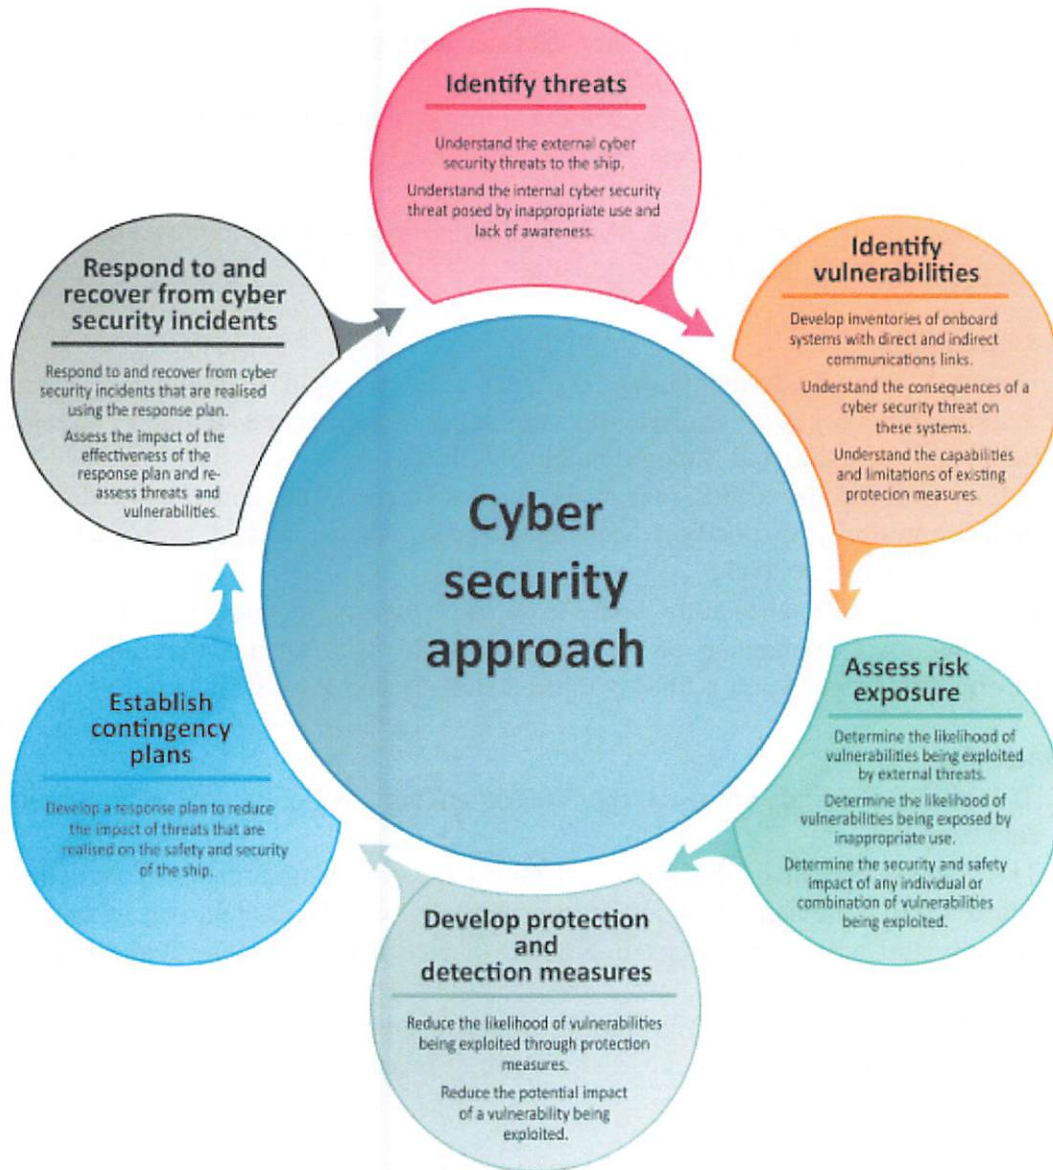 Identify threats
Understand the external cyber
security threats to the ship.
Understand the internal cyber security
threat posed by inappropriate use and
lack of awareness.
Identify
vulnerabilities
Develop inventories of onboard
systems with direct and indirect
communications links.
Understand the consequences of a
cyber security threat on
these systems.
Understand the capabilities
and limitations of existing
protecion measures.
Assess risk
exposure
Determine the likelihood of
vulnerabilities being exploited
by external threats.
Determine the likelihood of
vulnerabilities being exposed by
inappropriate use.
Determine the security and safety
impact of any individual or
combination of vulnerabilities
being exploited.
Develop protection
and
detection measures
Reduce the likelihood of vulnerabilities
being exploited through protection
measures.
Reduce the potential impact
of a vulnerability being
exploited.
Establish
contingency
plans
Develop a response plan to reduce
the impact of threats that are
realised on the safety and security
of the ship.
Respond to and
recover from cyber
security incidents
Respond to and recover from cyber
security incidents that are realised
using the response plan.
Assess the impact of the
effectiveness of the
response plan and re-
assess threats and
vulnerabilities.
Cyber
security
approach